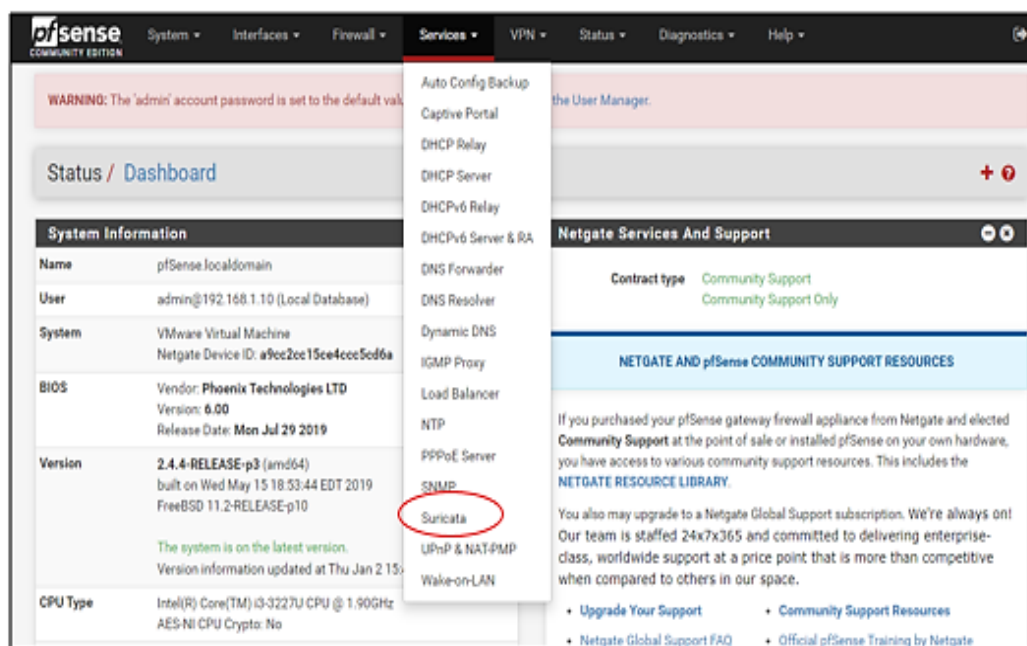 pfsense
COMMUNITY EDITION
System Interfaces Firewall Services VPN Status Diagnostics Help
Auto Config Backup
Captive Portal
DHCP Relay
DHCP Server
DHCPv6 Relay
DHCPv6 Server & RA
DNS Forwarder
DNS Resolver
Dynamic DNS
IGMP Proxy
Load Balancer
NTP
PPPoE Server
SNMP
Suricata
UPnP & NAT-PMP
Wake-on-LAN
WARNING: The 'admin' account password is set to the default
the User Manager.
Status / Dashboard
System Information
Name pfSense.localdomain
User admin@192.168.1.10 (Local Database)
System VMware Virtual Machine
Netgate Device ID: a9cc2cc15ce4ccc5cd6a
BIOS Vendor: Phoenix Technologies LTD
Version: 6.00
Release Date: Mon Jul 29 2019
Version 2.4.4-RELEASE-p3 (amd64)
built on Wed May 15 18:53:44 EDT 2019
FreeBSD 11.2-RELEASE-p10
The system is on the latest version.
Version information updated at Thu Jan 2 15:
CPU Type Intel(R) Core(TM) i3-3227U CPU @ 1.90GHz
AES-NI CPU Crypto: No
Netgate Services And Support
Contract type Community Support
Community Support Only
NETGATE AND pfSense COMMUNITY SUPPORT RESOURCES
If you purchased your pfSense gateway firewall appliance from Netgate and elected
Community Support at the point of sale or installed pfSense on your own hardware,
you have access to various community support resources. This includes the
NETGATE RESOURCE LIBRARY.
You also may upgrade to a Netgate Global Support subscription. We're always on!
Our team is staffed 24x7x365 and committed to delivering enterprise-
class, worldwide support at a price point that is more than competitive
when compared to others in our space.
• Upgrade Your Support • Community Support Resources
• Netgate Global Support FAQ • Official pfSense Training by Netgate